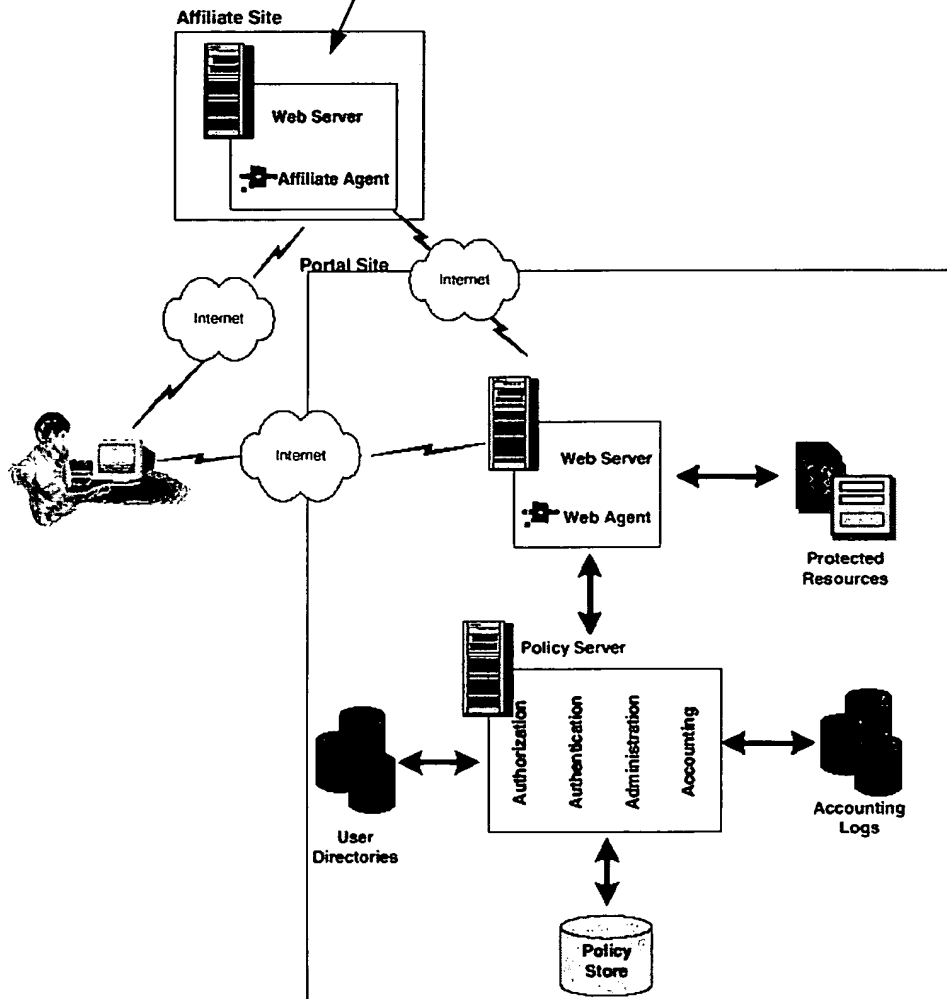 Affiliate Site
Web Server
Affiliate Agent
Portal Site
Internet
Internet
Internet
Web Server
Web Agent
Protected
Resources
Policy Server
Authorization
Authentication
Administration
Accounting
User
Directories
Accounting
Logs
Policy
Store